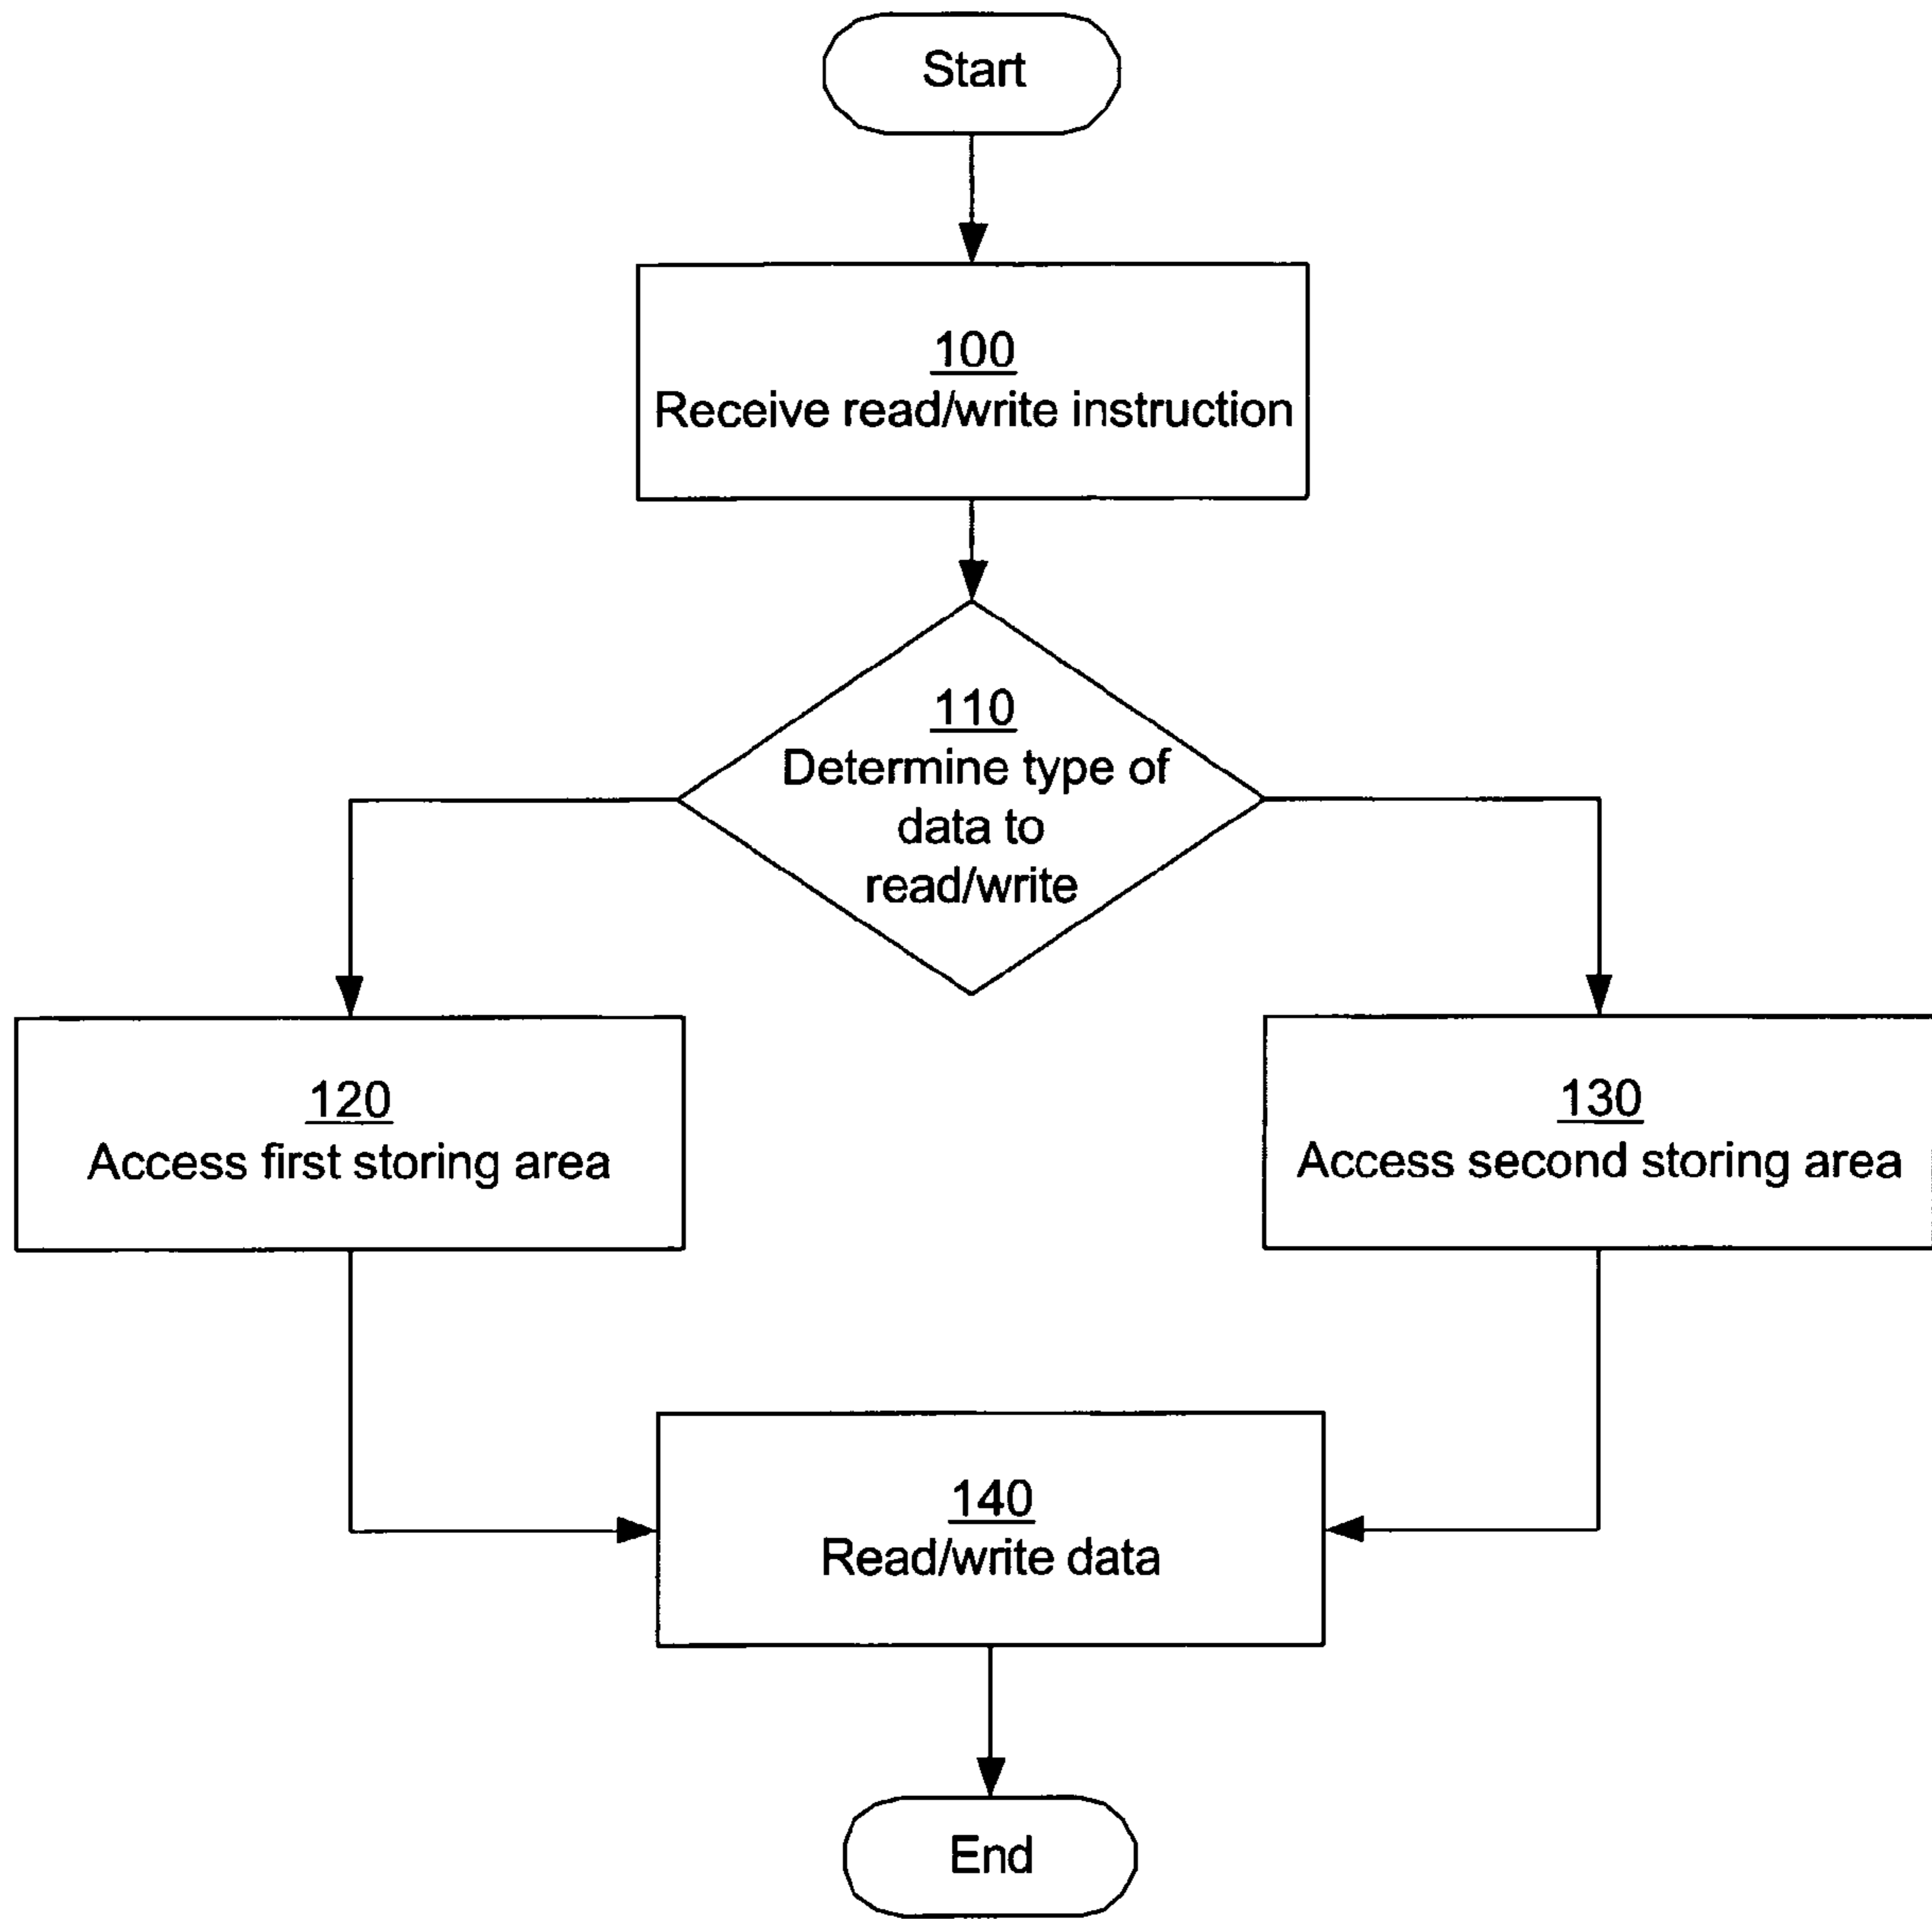 Start
100
Receive read/write instruction
110
Determine type of
data to
read/write
120
Access first storing area
130
Access second storing area
140
Read/write data
End